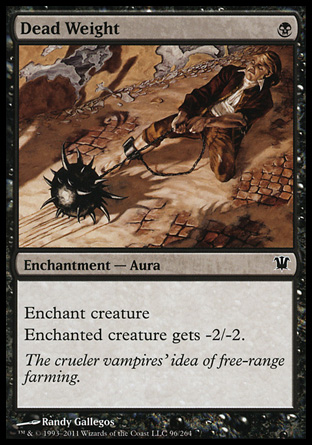 Dead Weight
Enchantment — Aura
Enchant creature
Enchanted creature gets -2/-2.
The crueler vampires' idea of free-range
farming.
Randy Gallegos
™ & © 1993–2011 Wizards of the Coast LLC 96/264